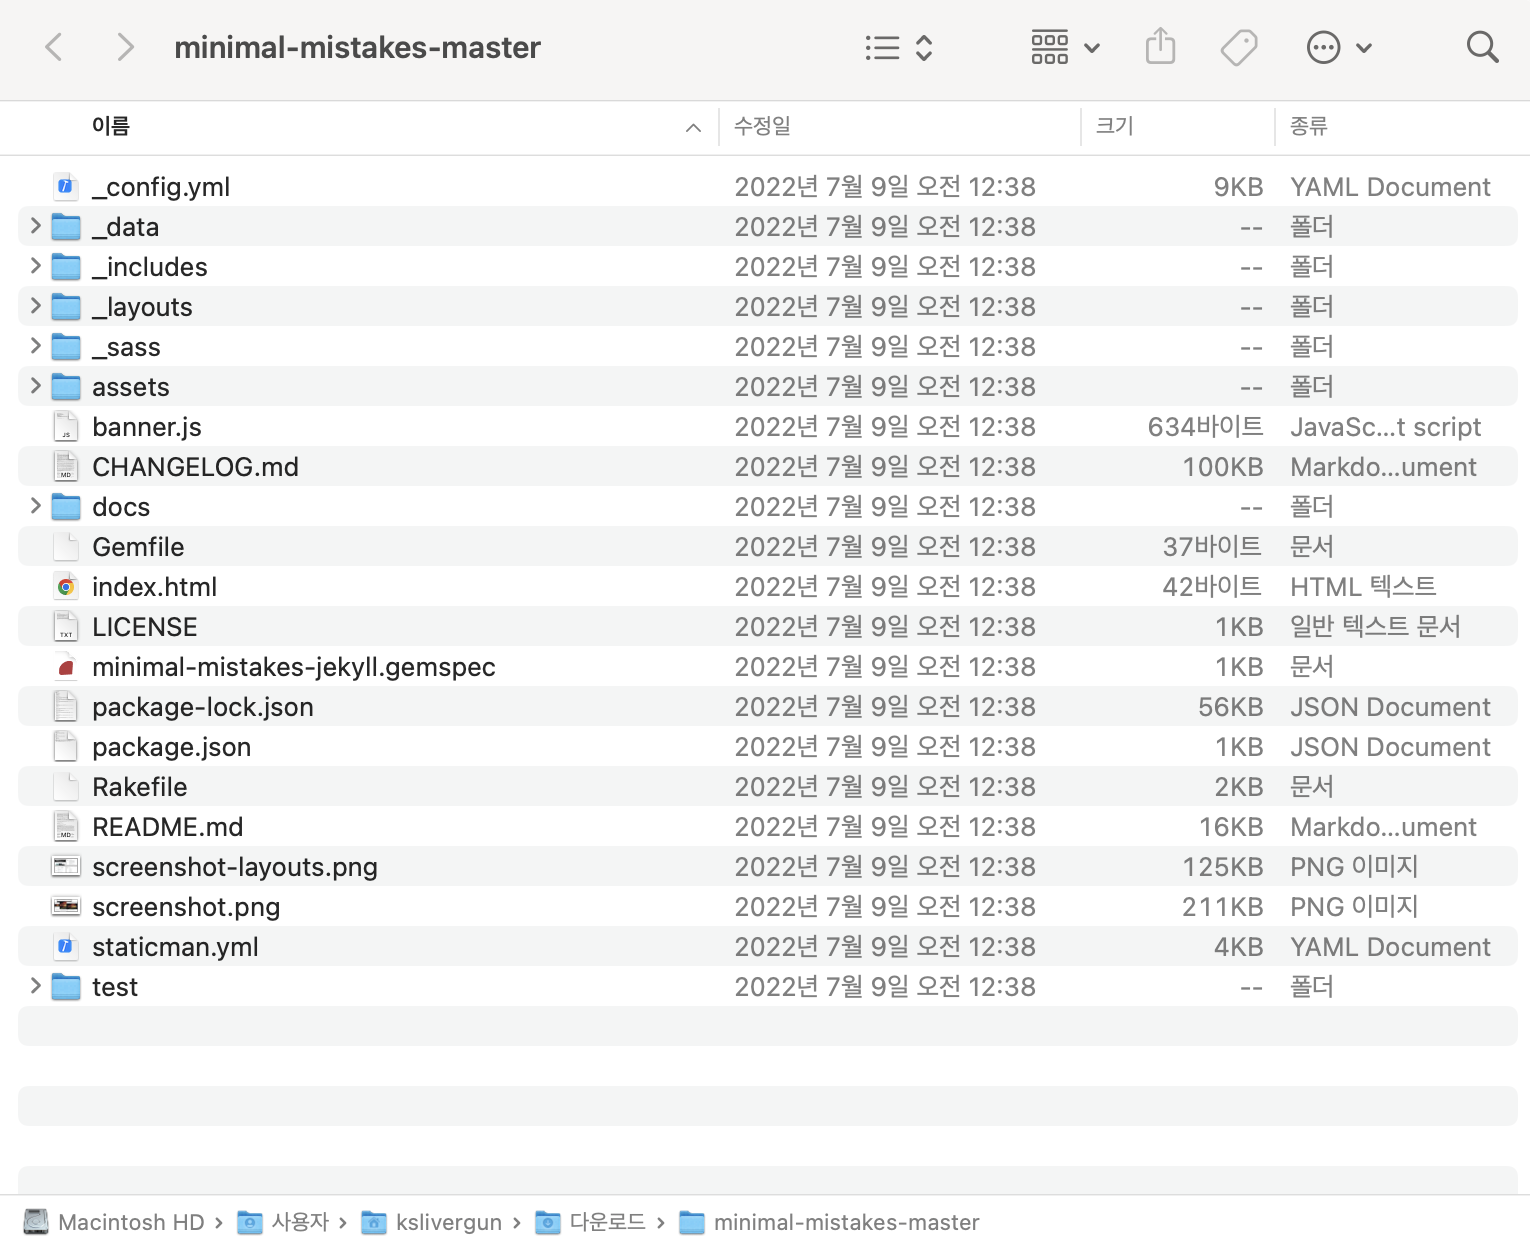 minimal-mistakes-master
이름 수정일 크기 종류
_config.yml 2022년 7월 9일 오전 12:38 9KB YAML Document
_data 2022년 7월 9일 오전 12:38 -- 폴더
_includes 2022년 7월 9일 오전 12:38 -- 폴더
_layouts 2022년 7월 9일 오전 12:38 -- 폴더
_sass 2022년 7월 9일 오전 12:38 -- 폴더
assets 2022년 7월 9일 오전 12:38 -- 폴더
banner.js 2022년 7월 9일 오전 12:38 634바이트 JavaSc...t script
CHANGELOG.md 2022년 7월 9일 오전 12:38 100KB Markdo...ument
docs 2022년 7월 9일 오전 12:38 -- 폴더
Gemfile 2022년 7월 9일 오전 12:38 37바이트 문서
index.html 2022년 7월 9일 오전 12:38 42바이트 HTML 텍스트
LICENSE 2022년 7월 9일 오전 12:38 1KB 일반 텍스트 문서
minimal-mistakes-jekyll.gemspec 2022년 7월 9일 오전 12:38 1KB 문서
package-lock.json 2022년 7월 9일 오전 12:38 56KB JSON Document
package.json 2022년 7월 9일 오전 12:38 1KB JSON Document
Rakefile 2022년 7월 9일 오전 12:38 2KB 문서
README.md 2022년 7월 9일 오전 12:38 16KB Markdo...ument
screenshot-layouts.png 2022년 7월 9일 오전 12:38 125KB PNG 이미지
screenshot.png 2022년 7월 9일 오전 12:38 211KB PNG 이미지
staticman.yml 2022년 7월 9일 오전 12:38 4KB YAML Document
test 2022년 7월 9일 오전 12:38 -- 폴더
Macintosh HD › 사용자 › kslivergun › 다운로드 › minimal-mistakes-master